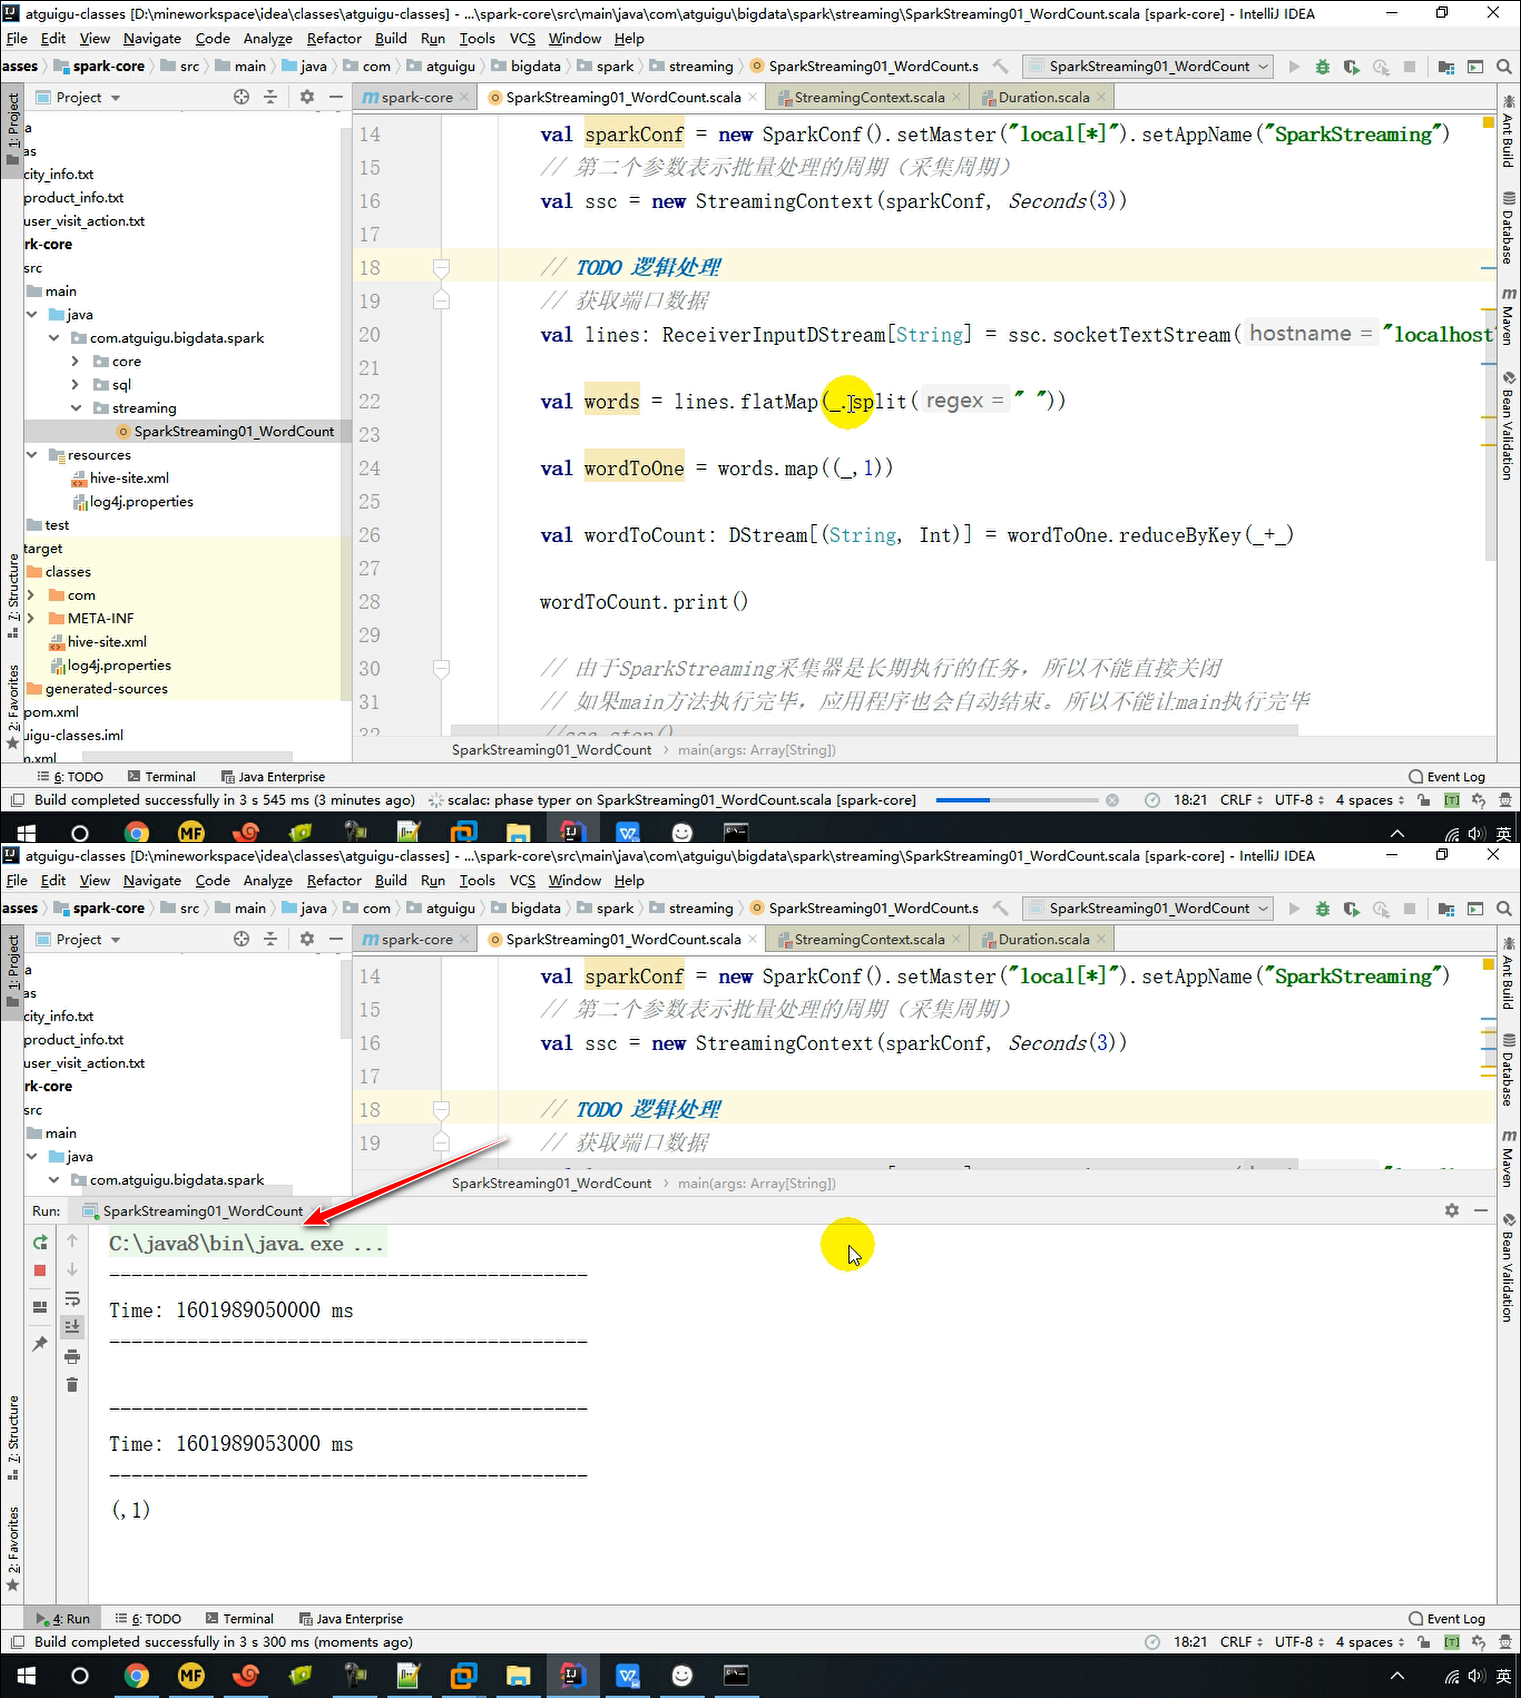 atguigu-classes [D:\mineworkspace\idea\classes\atguigu-classes] - ...\spark-core\src\main\java\com\atguigu\bigdata\spark\streaming\SparkStreaming01_WordCount.scala [spark-core] - IntelliJ IDEA
File Edit View Navigate Code Analyze Refactor Build Run Tools VCS Window Help
asses spark-core src main java com atguigu bigdata spark streaming SparkStreaming01_WordCount.s SparkStreaming01_WordCount
Project spark-core SparkStreaming01_WordCount.scala StreamingContext.scala Duration.scala
1: Project
7: Structure
2: Favorites
a
as
city_info.txt
product_info.txt
user_visit_action.txt
rk-core
src
main
java
com.atguigu.bigdata.spark
core
sql
streaming
SparkStreaming01_WordCount
resources
hive-site.xml
log4j.properties
test
target
classes
com
META-INF
hive-site.xml
log4j.properties
generated-sources
pom.xml
uigu-classes.iml
n.xml
14 val sparkConf = new SparkConf().setMaster("local[*]").setAppName("SparkStreaming")
15 // 第二个参数表示批量处理的周期（采集周期）
16 val ssc = new StreamingContext(sparkConf, Seconds(3))
17
18 // TODO 逻辑处理
19 // 获取端口数据
20 val lines: ReceiverInputDStream[String] = ssc.socketTextStream( hostname = "localhost"
21
22 val words = lines.flatMap(_.split( regex = " "))
23
24 val wordToOne = words.map((_,1))
25
26 val wordToCount: DStream[(String, Int)] = wordToOne.reduceByKey(_+_)
27
28 wordToCount.print()
29
30 // 由于SparkStreaming采集器是长期执行的任务，所以不能直接关闭
31 // 如果main方法执行完毕，应用程序也会自动结束。所以不能让main执行完毕
32 //ssc.stop()
SparkStreaming01_WordCount main(args: Array[String])
Ant Build
Database
m Maven
Bean Validation
6: TODO Terminal Java Enterprise Event Log
Build completed successfully in 3 s 545 ms (3 minutes ago) scalac: phase typer on SparkStreaming01_WordCount.scala [spark-core] 18:21 CRLF UTF-8 4 spaces
英
atguigu-classes [D:\mineworkspace\idea\classes\atguigu-classes] - ...\spark-core\src\main\java\com\atguigu\bigdata\spark\streaming\SparkStreaming01_WordCount.scala [spark-core] - IntelliJ IDEA
File Edit View Navigate Code Analyze Refactor Build Run Tools VCS Window Help
asses spark-core src main java com atguigu bigdata spark streaming SparkStreaming01_WordCount.s SparkStreaming01_WordCount
Project spark-core SparkStreaming01_WordCount.scala StreamingContext.scala Duration.scala
1: Project
7: Structure
2: Favorites
a
as
city_info.txt
product_info.txt
user_visit_action.txt
rk-core
src
main
java
com.atguigu.bigdata.spark
14 val sparkConf = new SparkConf().setMaster("local[*]").setAppName("SparkStreaming")
15 // 第二个参数表示批量处理的周期（采集周期）
16 val ssc = new StreamingContext(sparkConf, Seconds(3))
17
18 // TODO 逻辑处理
19 // 获取端口数据
SparkStreaming01_WordCount main(args: Array[String])
Ant Build
Database
m Maven
Bean Validation
Run: SparkStreaming01_WordCount
C:\java8\bin\java.exe ...
-------------------------------------------
Time: 1601989050000 ms
-------------------------------------------
-------------------------------------------
Time: 1601989053000 ms
-------------------------------------------
(,1)
4: Run 6: TODO Terminal Java Enterprise Event Log
Build completed successfully in 3 s 300 ms (moments ago) 18:21 CRLF UTF-8 4 spaces
英